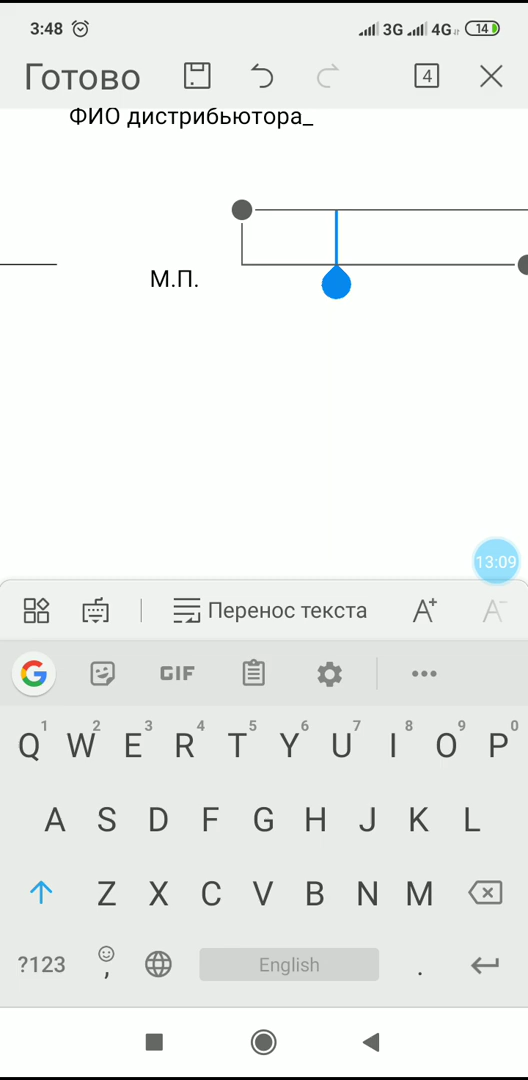 3:48 3G 4G 14
Готово 4
ФИО дистрибьютора_
М.П.
13:09
Перенос текста A+ A-
G GIF
1 2 3 4 5 6 7 8 9 0
Q W E R T Y U I O P
A S D F G H J K L
Z X C V B N M
?123 , English .